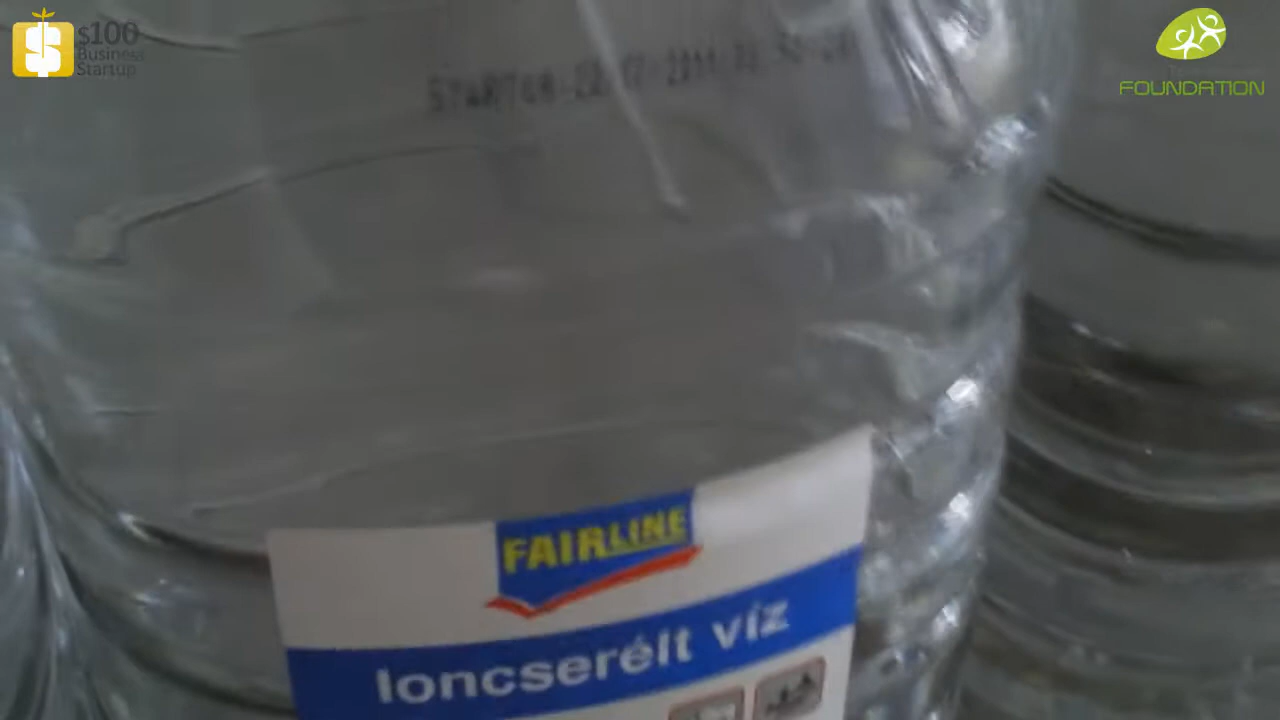 $100
Business
Startup
FOUNDATION
FAIRLINE
Ioncserélt víz